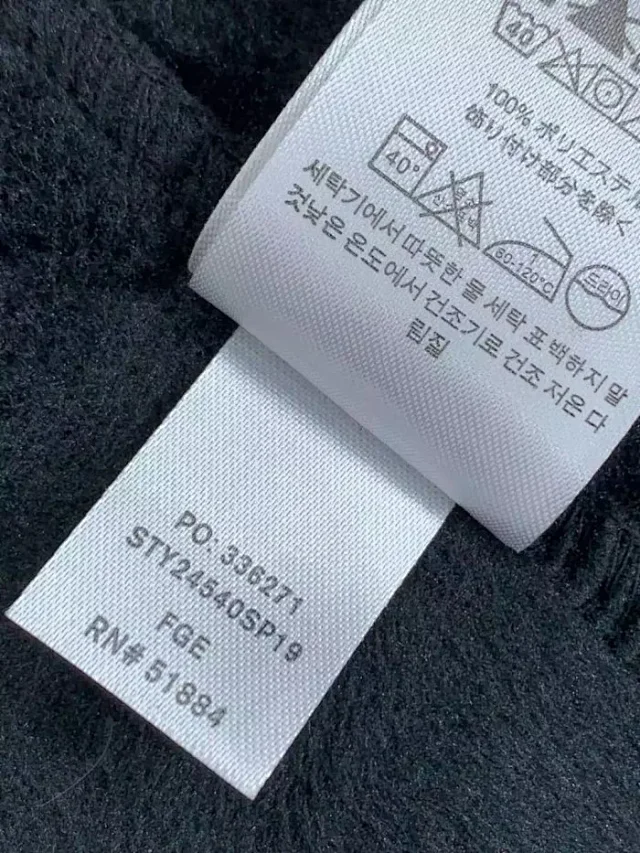 40
100% ポリエステ
飾り付け部分を除く
40°
60-120°C
드라이
세탁기에서 따뜻한 물 세탁 표백하지 말
것낮은 온도에서 건조기로 건조 저은 다
림질
PO: 336271
STY24540SP19
FGE
RN# 51884